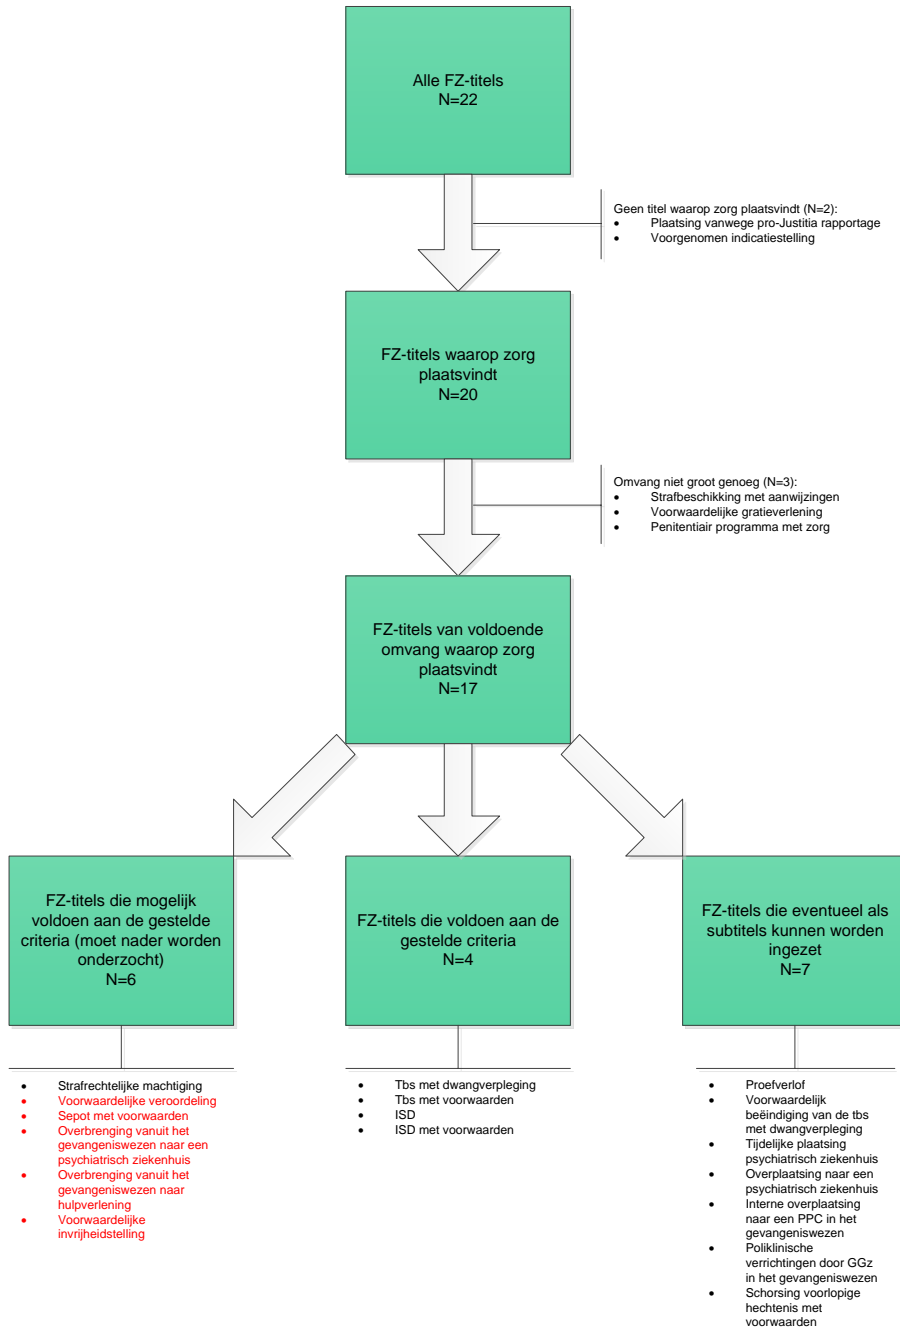 Alle FZ-titels
N=22
Geen titel waarop zorg plaatsvindt (N=2):
• Plaatsing vanwege pro-Justitia rapportage
• Voorgenomen indicatiestelling
FZ-titels waarop zorg
plaatsvindt
N=20
Omvang niet groot genoeg (N=3):
• Strafbeschikking met aanwijzingen
• Voorwaardelijke gratieverlening
• Penitentiair programma met zorg
FZ-titels van voldoende
omvang waarop zorg
plaatsvindt
N=17
FZ-titels die mogelijk
voldoen aan de gestelde
criteria (moet nader worden
onderzocht)
N=6
FZ-titels die voldoen aan de
gestelde criteria
N=4
FZ-titels die eventueel als
subtitels kunnen worden
ingezet
N=7
• Strafrechtelijke machtiging
• Voorwaardelijke veroordeling
• Sepot met voorwaarden
• Overbrenging vanuit het
gevangeniswezen naar een
psychiatrisch ziekenhuis
• Overbrenging vanuit het
gevangeniswezen naar
hulpverlening
• Voorwaardelijke
invrijheidstelling
• Tbs met dwangverpleging
• Tbs met voorwaarden
• ISD
• ISD met voorwaarden
• Proefverlof
• Voorwaardelijk
beëindiging van de tbs
met dwangverpleging
• Tijdelijke plaatsing
psychiatrisch ziekenhuis
• Overplaatsing naar een
psychiatrisch ziekenhuis
• Interne overplaatsing
naar een PPC in het
gevangeniswezen
• Poliklinische
verrichtingen door GGz
in het gevangeniswezen
• Schorsing voorlopige
hechtenis met
voorwaarden